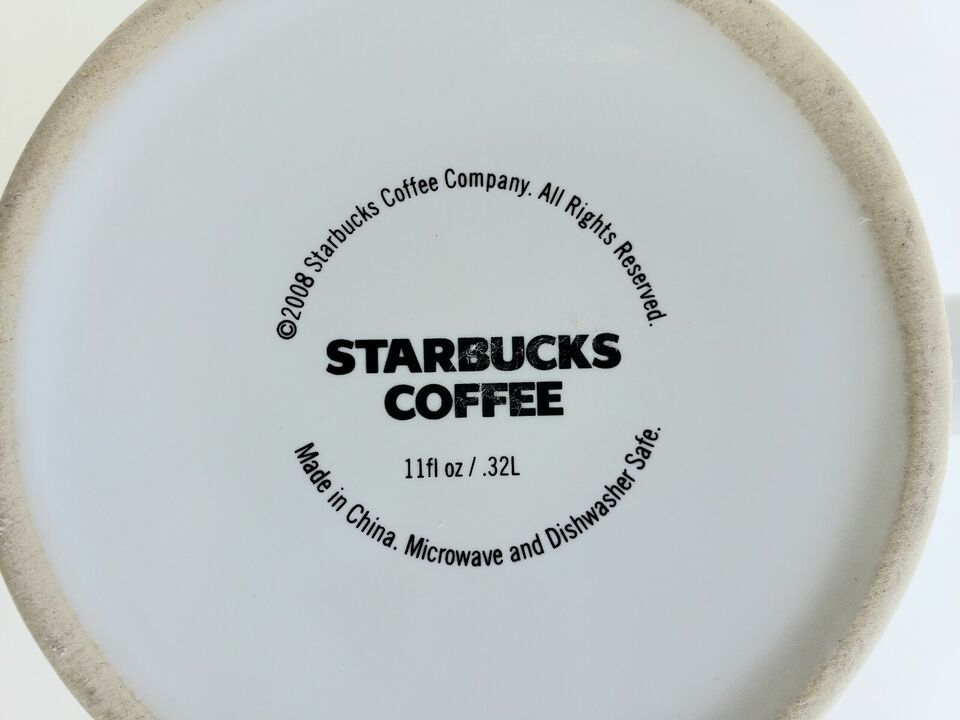 ©2008 Starbucks Coffee Company. All Rights Reserved.
STARBUCKS
COFFEE
11fl oz / .32L
Made in China. Microwave and Dishwasher Safe.